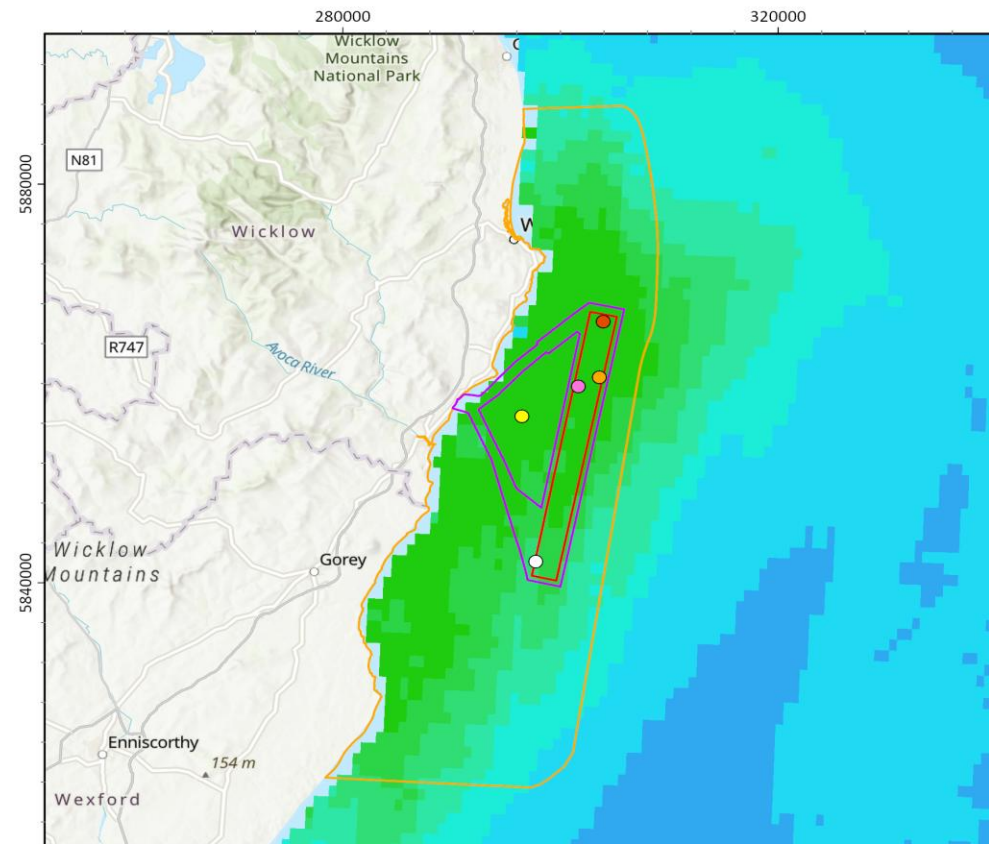 280000
320000
Wicklow
Mountains
National Park
N81
5880000
Wicklow
W
R747
Avoca River
Wicklow
Mountains
Gorey
5840000
Enniscorthy
154 m
Wexford